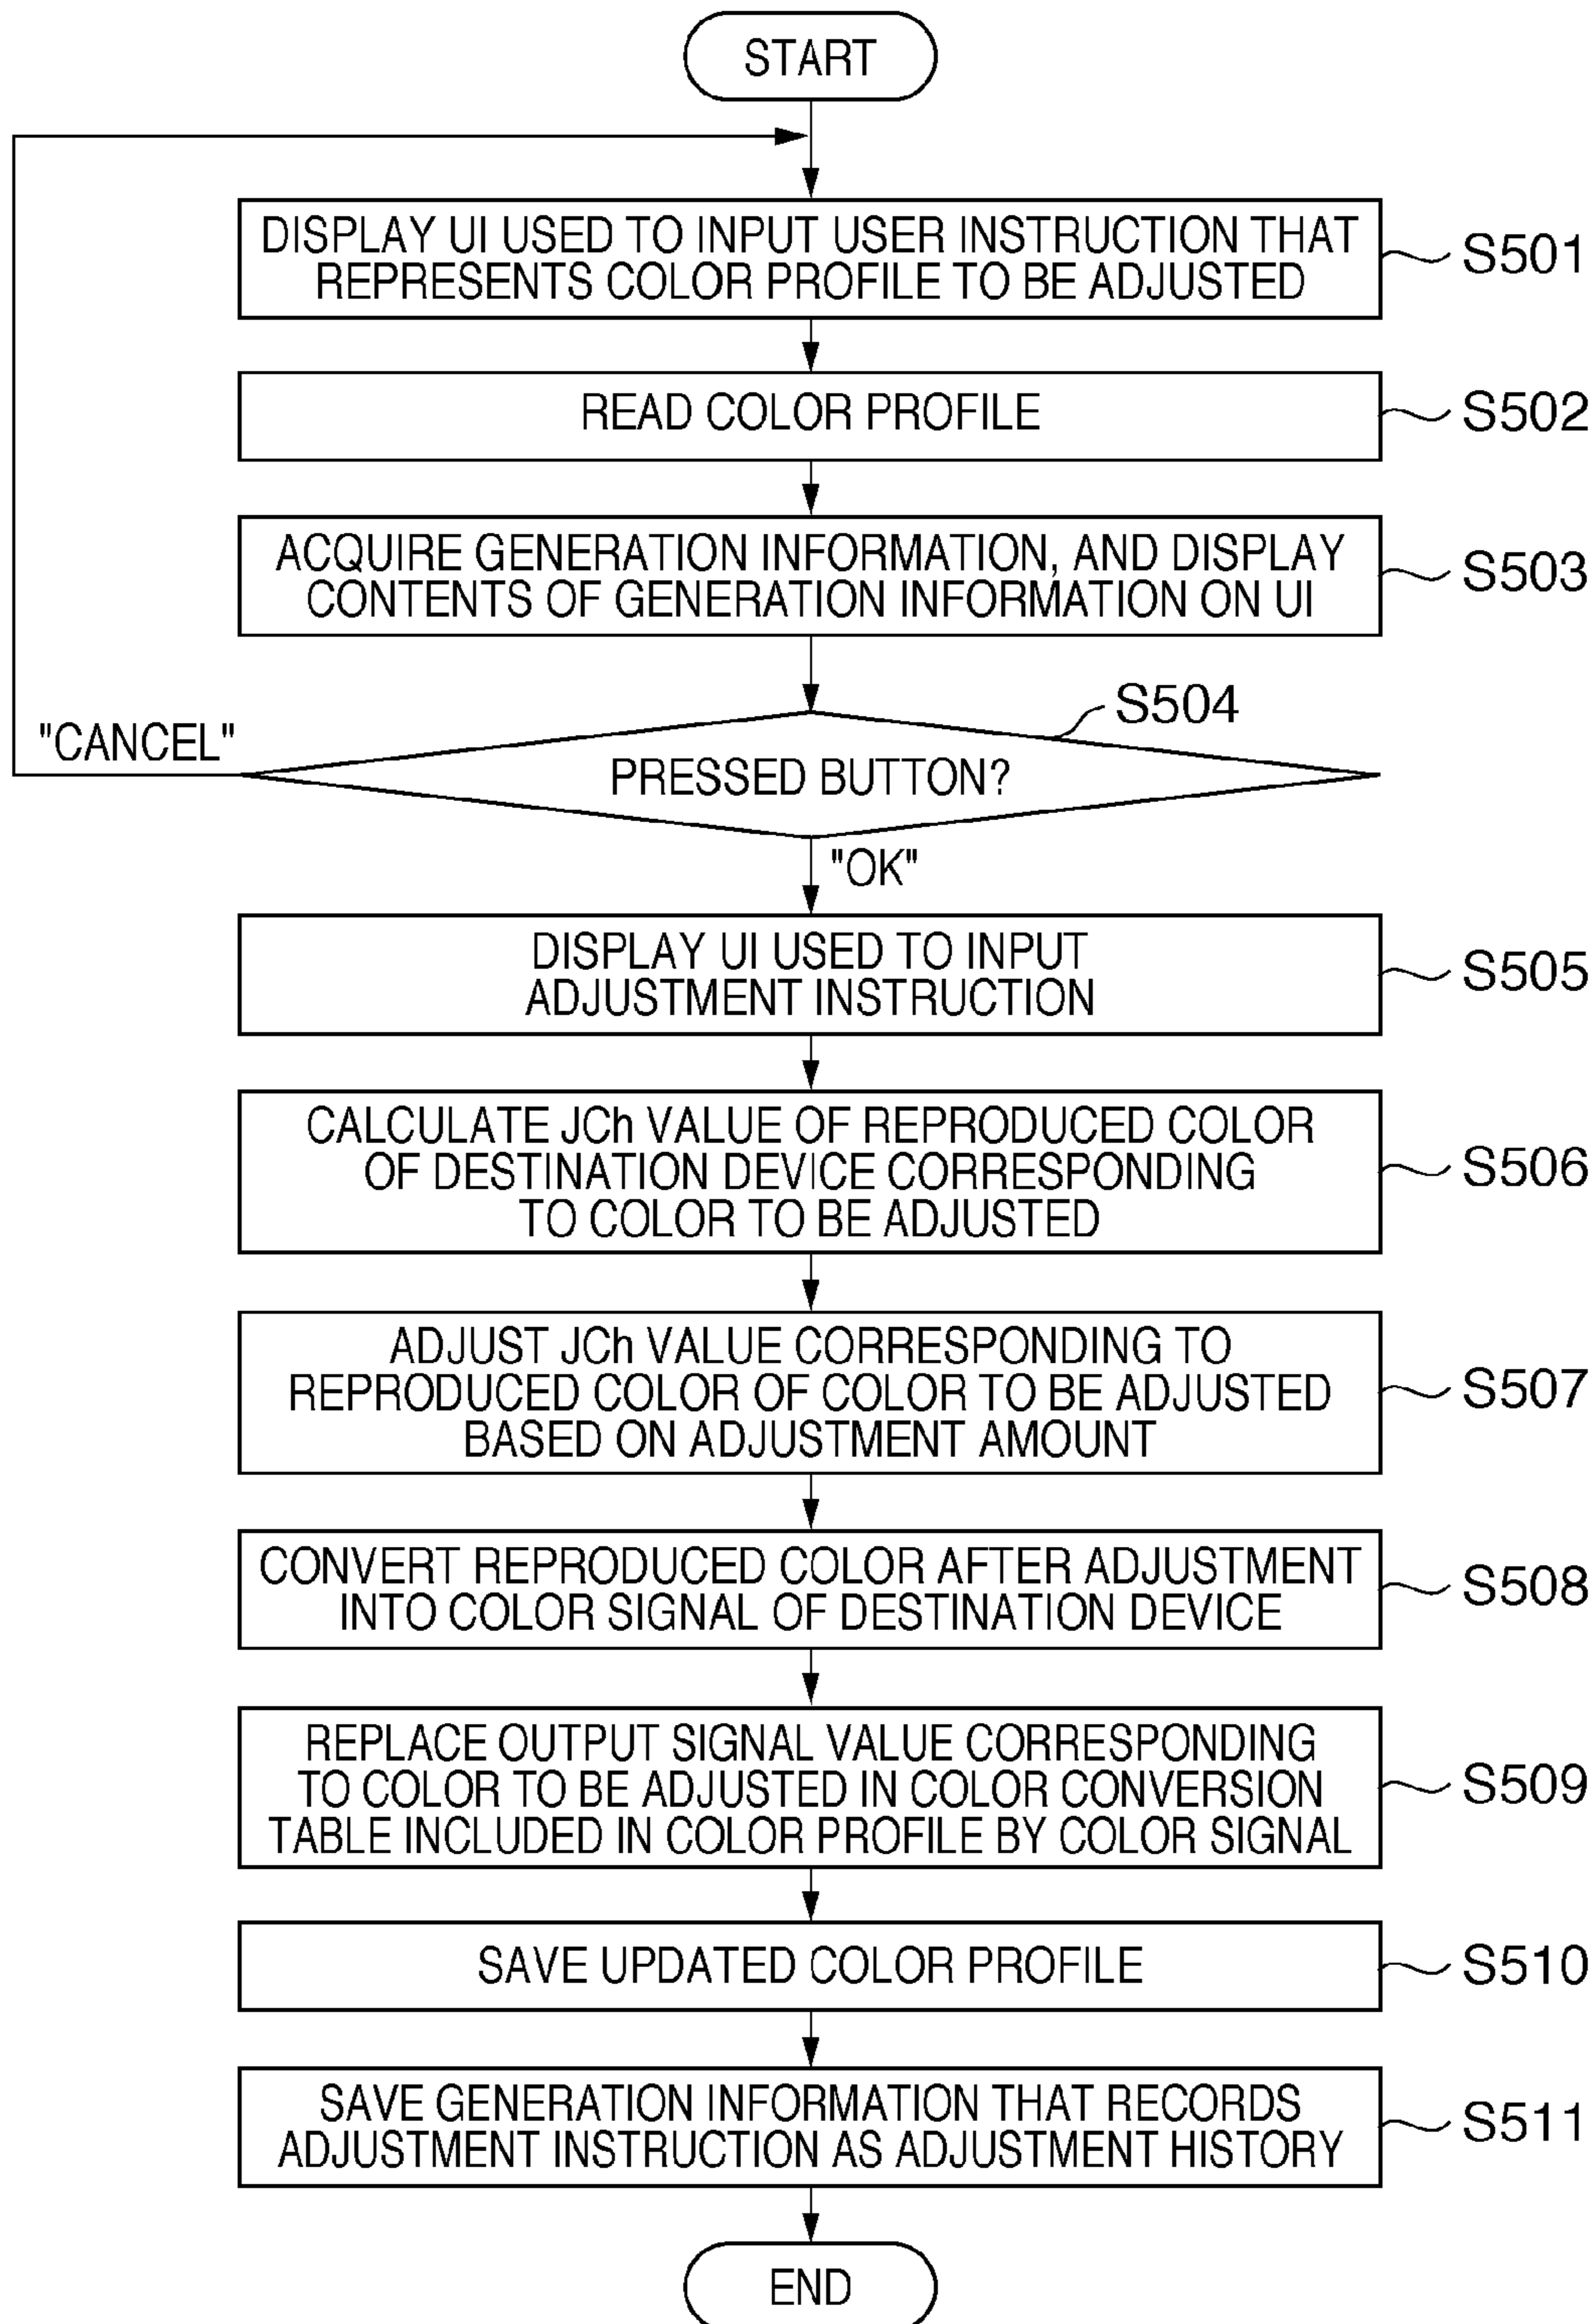 START
DISPLAY UI USED TO INPUT USER INSTRUCTION THAT
REPRESENTS COLOR PROFILE TO BE ADJUSTED
S501
READ COLOR PROFILE
S502
ACQUIRE GENERATION INFORMATION, AND DISPLAY
CONTENTS OF GENERATION INFORMATION ON UI
S503
S504
"CANCEL"
PRESSED BUTTON?
"OK"
DISPLAY UI USED TO INPUT
ADJUSTMENT INSTRUCTION
S505
CALCULATE JCh VALUE OF REPRODUCED COLOR
OF DESTINATION DEVICE CORRESPONDING
TO COLOR TO BE ADJUSTED
S506
ADJUST JCh VALUE CORRESPONDING TO
REPRODUCED COLOR OF COLOR TO BE ADJUSTED
BASED ON ADJUSTMENT AMOUNT
S507
CONVERT REPRODUCED COLOR AFTER ADJUSTMENT
INTO COLOR SIGNAL OF DESTINATION DEVICE
S508
REPLACE OUTPUT SIGNAL VALUE CORRESPONDING
TO COLOR TO BE ADJUSTED IN COLOR CONVERSION
TABLE INCLUDED IN COLOR PROFILE BY COLOR SIGNAL
S509
SAVE UPDATED COLOR PROFILE
S510
SAVE GENERATION INFORMATION THAT RECORDS
ADJUSTMENT INSTRUCTION AS ADJUSTMENT HISTORY
S511
END